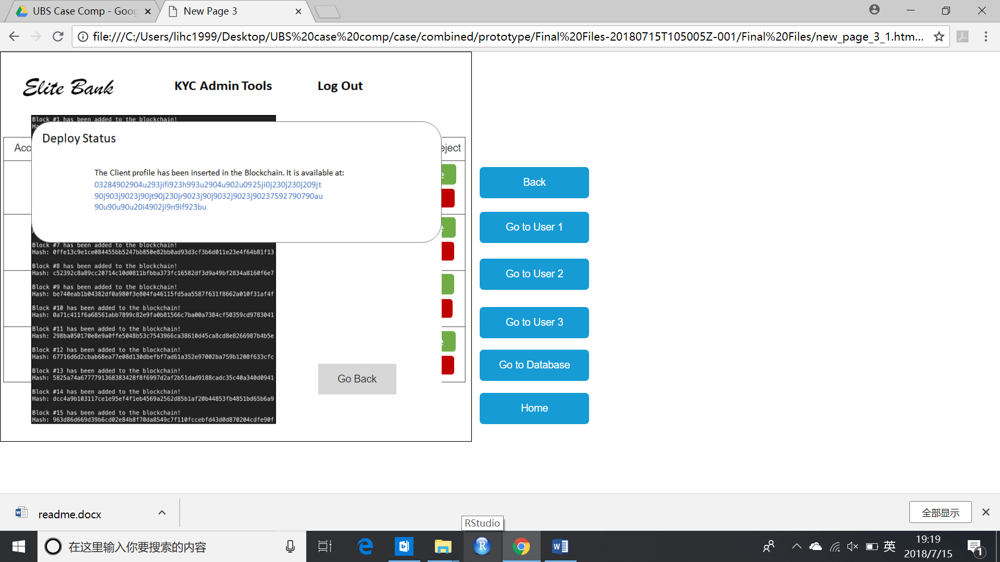 UBS Case Comp - Goog
New Page 3
file:///C:/Users/lihc1999/Desktop/UBS%20case%20comp/case/combined/prototype/Final%20Files-20180715T105005Z-001/Final%20Files/new_page_3_1.htm...
Elite Bank
KYC Admin Tools
Log Out
Block #1 has been added to the blockchain!
Ha
Deploy Status
Acc
eject
The Client profile has been inserted in the Blockchain. It is available at:
03284902904u293jifi923h993u2904u902u0925ji0j230j230j209jt
90j903j9023j90jt90j230jr9023j90j9032j9023j90237592790790au
90u90u90u20i4902ji9n9if923bu
e
e
e
Block #7 has been added to the blockchain!
Hash: 0ffe13c9e1ce084455bb5247bb850e82bb0ad93d3cf3b6d011e23e4f64b81f13
Block #8 has been added to the blockchain!
Hash: c52392c8a89cc20714c10d0811bfbba373fc16582df3d9a49bf2834a8160f6e7
Block #9 has been added to the blockchain!
Hash: be740eab1b04382df0a980f3e804fa46115fd5aa5587f631f8662a010f31af4f
Block #10 has been added to the blockchain!
Hash: 0a71c411f6a68561abb7899c82e9fa0b81566c7ba00a7384cf50359cd9783041
Block #11 has been added to the blockchain!
Hash: 298ba050170e8e9a0ffe5048b53c7543966ca38610d45ca8cd8e8266987b4b5e
Block #12 has been added to the blockchain!
Hash: 67716d6d2cbab68ea77e08d130dbefbf7ad61a352e97002ba759b1208f633cfc
Block #13 has been added to the blockchain!
Hash: 5825a74a6777791368383428f8f6997d2af2b51dad9188cadc35c40a340d0941
Block #14 has been added to the blockchain!
Hash: dcc4a9b103117ce1e95ef4f1eb4569a2562d85b1af20b44853fb4851bd65b6a9
Block #15 has been added to the blockchain!
Hash: 963d86d669d39b6cd02e84b8f70da8549c7f110fccebfd43d0d870204cdfe90f
Go Back
Back
Go to User 1
Go to User 2
Go to User 3
Go to Database
Home
readme.docx
全部显示
RStudio
在这里输入你要搜索的内容
英
19:19
2018/7/15
1